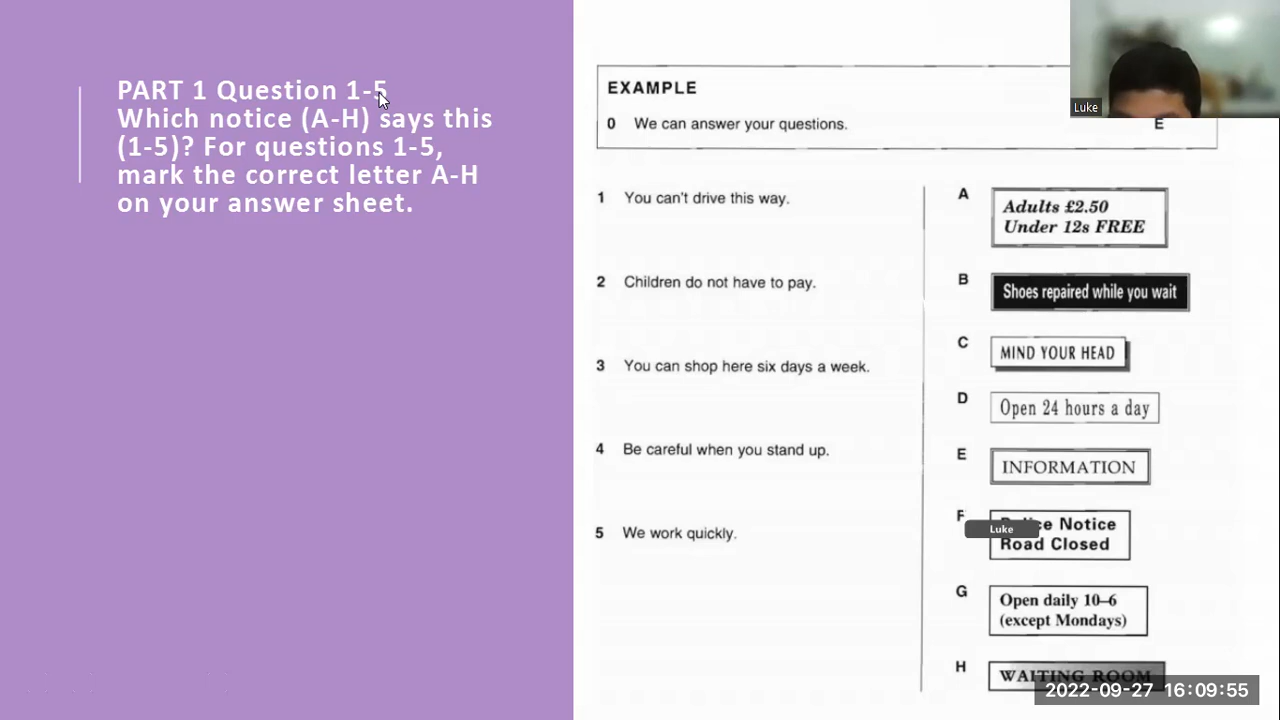 PART 1 Question 1-5
Which notice (A-H) says this
(1-5)? For questions 1-5,
mark the correct letter A-H
on your answer sheet.
EXAMPLE
0 We can answer your questions. E
1 You can't drive this way.
2 Children do not have to pay.
3 You can shop here six days a week.
4 Be careful when you stand up.
5 We work quickly.
A Adults £2.50
Under 12s FREE
B Shoes repaired while you wait
C MIND YOUR HEAD
D Open 24 hours a day
E INFORMATION
F Notice
Road Closed
G Open daily 10–6
(except Mondays)
H WAITING ROOM
Luke
Luke
2022-09-27 16:09:55